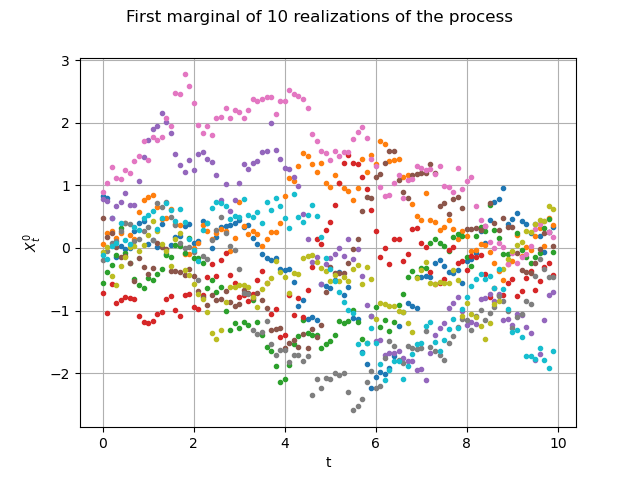 First marginal of 10 realizations of the process
3
2
1
0
−1
−2
X_t^0
0 2 4 6 8 10
t